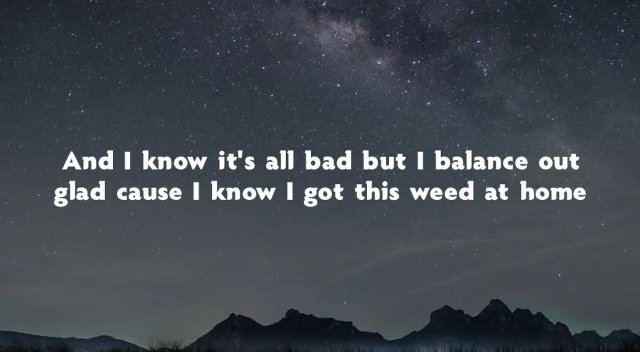 And I know it's all bad but I balance out
glad cause I know I got this weed at home